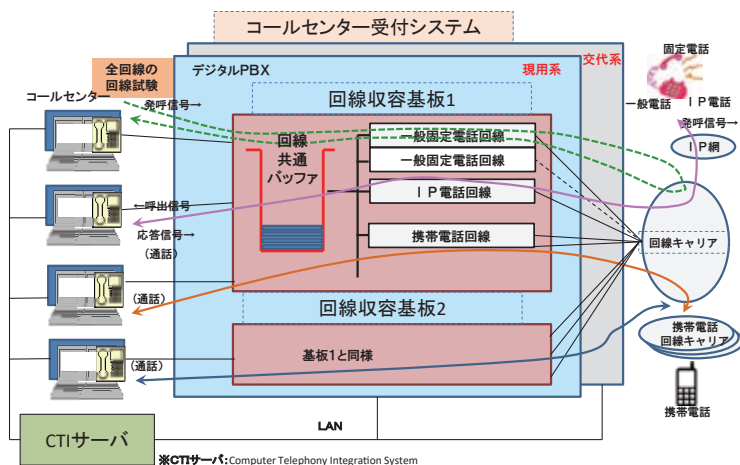 コールセンター受付システム
全回線の
回線試験
デジタルPBX
現用系
交代系
固定電話
コールセンター
発呼信号→
回線収容基板1
一般電話
IP電話
発呼信号→
IP網
回線
共通
バッファ
一般固定電話回線
一般固定電話回線
IP電話回線
携帯電話回線
←呼出信号
応答信号→
(通話)
回線キャリア
(通話)
回線収容基板2
(通話)
基板1と同様
携帯電話
回線キャリア
携帯電話
CTIサーバ
LAN
※CTIサーバ:Computer Telephony Integration System